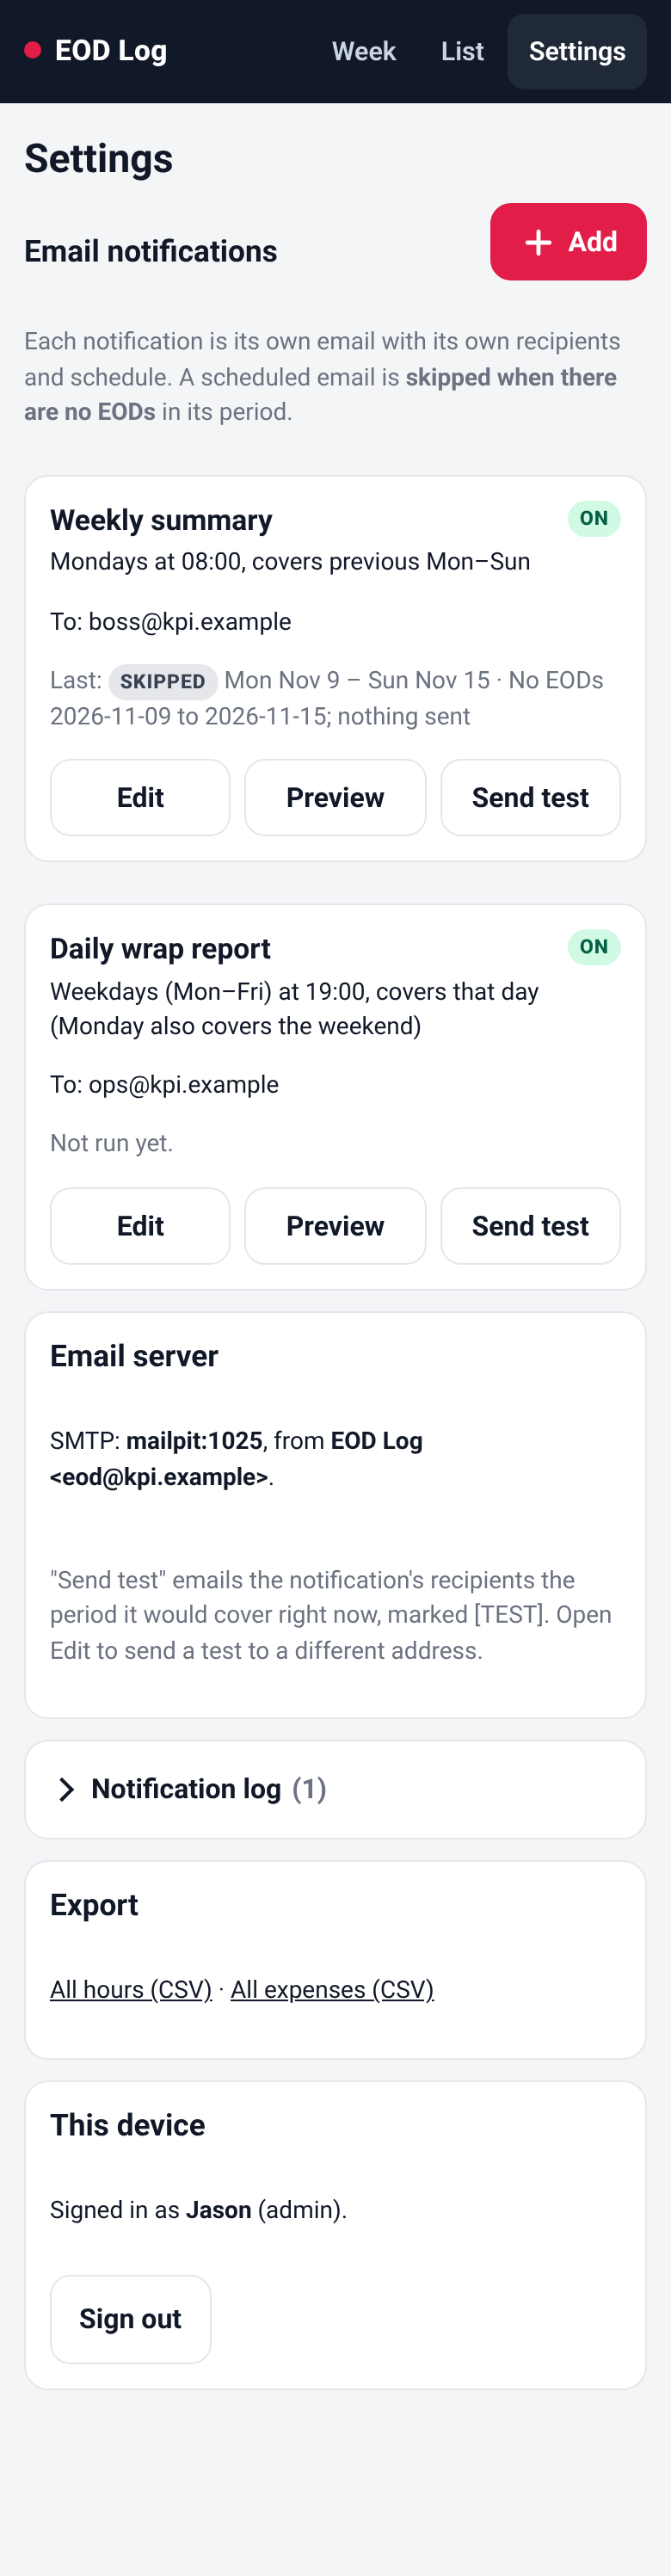 EOD Log
Week
List
Settings
Settings
Email notifications
Add
Each notification is its own email with its own recipients
and schedule. A scheduled email is skipped when there
are no EODs in its period.
Weekly summary
ON
Mondays at 08:00, covers previous Mon–Sun
To: boss@kpi.example
Last: SKIPPED Mon Nov 9 – Sun Nov 15 · No EODs
2026-11-09 to 2026-11-15; nothing sent
Edit
Preview
Send test
Daily wrap report
ON
Weekdays (Mon–Fri) at 19:00, covers that day
(Monday also covers the weekend)
To: ops@kpi.example
Not run yet.
Edit
Preview
Send test
Email server
SMTP: mailpit:1025, from EOD Log
<eod@kpi.example>.
"Send test" emails the notification's recipients the
period it would cover right now, marked [TEST]. Open
Edit to send a test to a different address.
Notification log (1)
Export
All hours (CSV) · All expenses (CSV)
This device
Signed in as Jason (admin).
Sign out